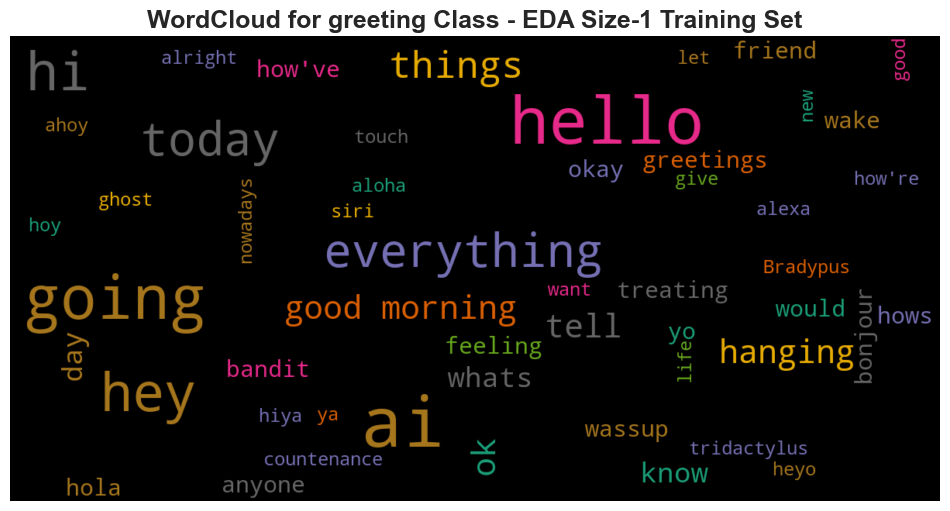 WordCloud for greeting Class - EDA Size-1 Training Set
hi
alright
how've
things
let
friend
good
ahoy
today
touch
hello
new
wake
okay
greetings
give
how're
ghost
nowadays
aloha
siri
alexa
hoy
everything
Bradypus
going
good morning
want
treating
would
hows
bonjour
tell
yo
day
feeling
life
hanging
bandit
whats
hey
hiya
ya
ai
wassup
countenance
ok
tridactylus
know
heyo
hola
anyone